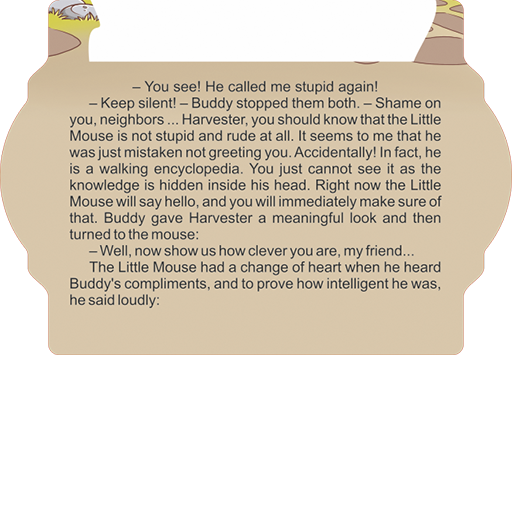 – You see! He called me stupid again!
– Keep silent! – Buddy stopped them both. – Shame on
you, neighbors ... Harvester, you should know that the Little
Mouse is not stupid and rude at all. It seems to me that he
was just mistaken not greeting you. Accidentally! In fact, he
is a walking encyclopedia. You just cannot see it as the
knowledge is hidden inside his head. Right now the Little
Mouse will say hello, and you will immediately make sure of
that. Buddy gave Harvester a meaningful look and then
turned to the mouse:
– Well, now show us how clever you are, my friend...
The Little Mouse had a change of heart when he heard
Buddy's compliments, and to prove how intelligent he was,
he said loudly: